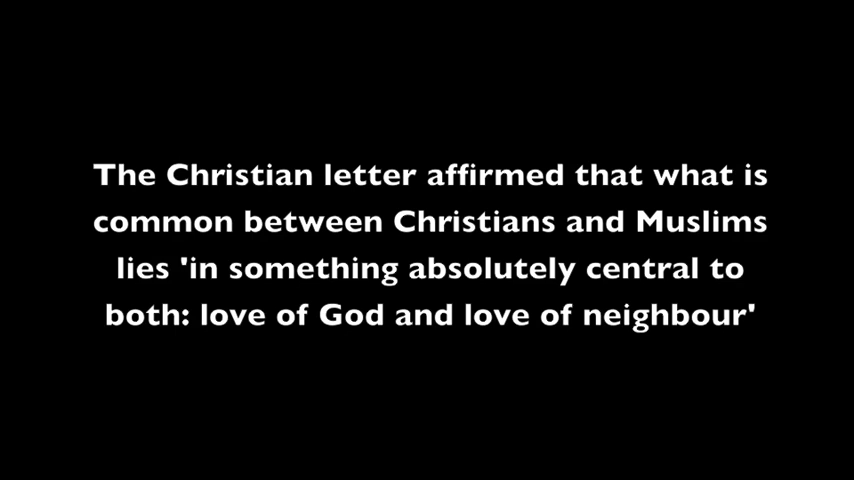 The Christian letter affirmed that what is
common between Christians and Muslims
lies 'in something absolutely central to
both: love of God and love of neighbour'